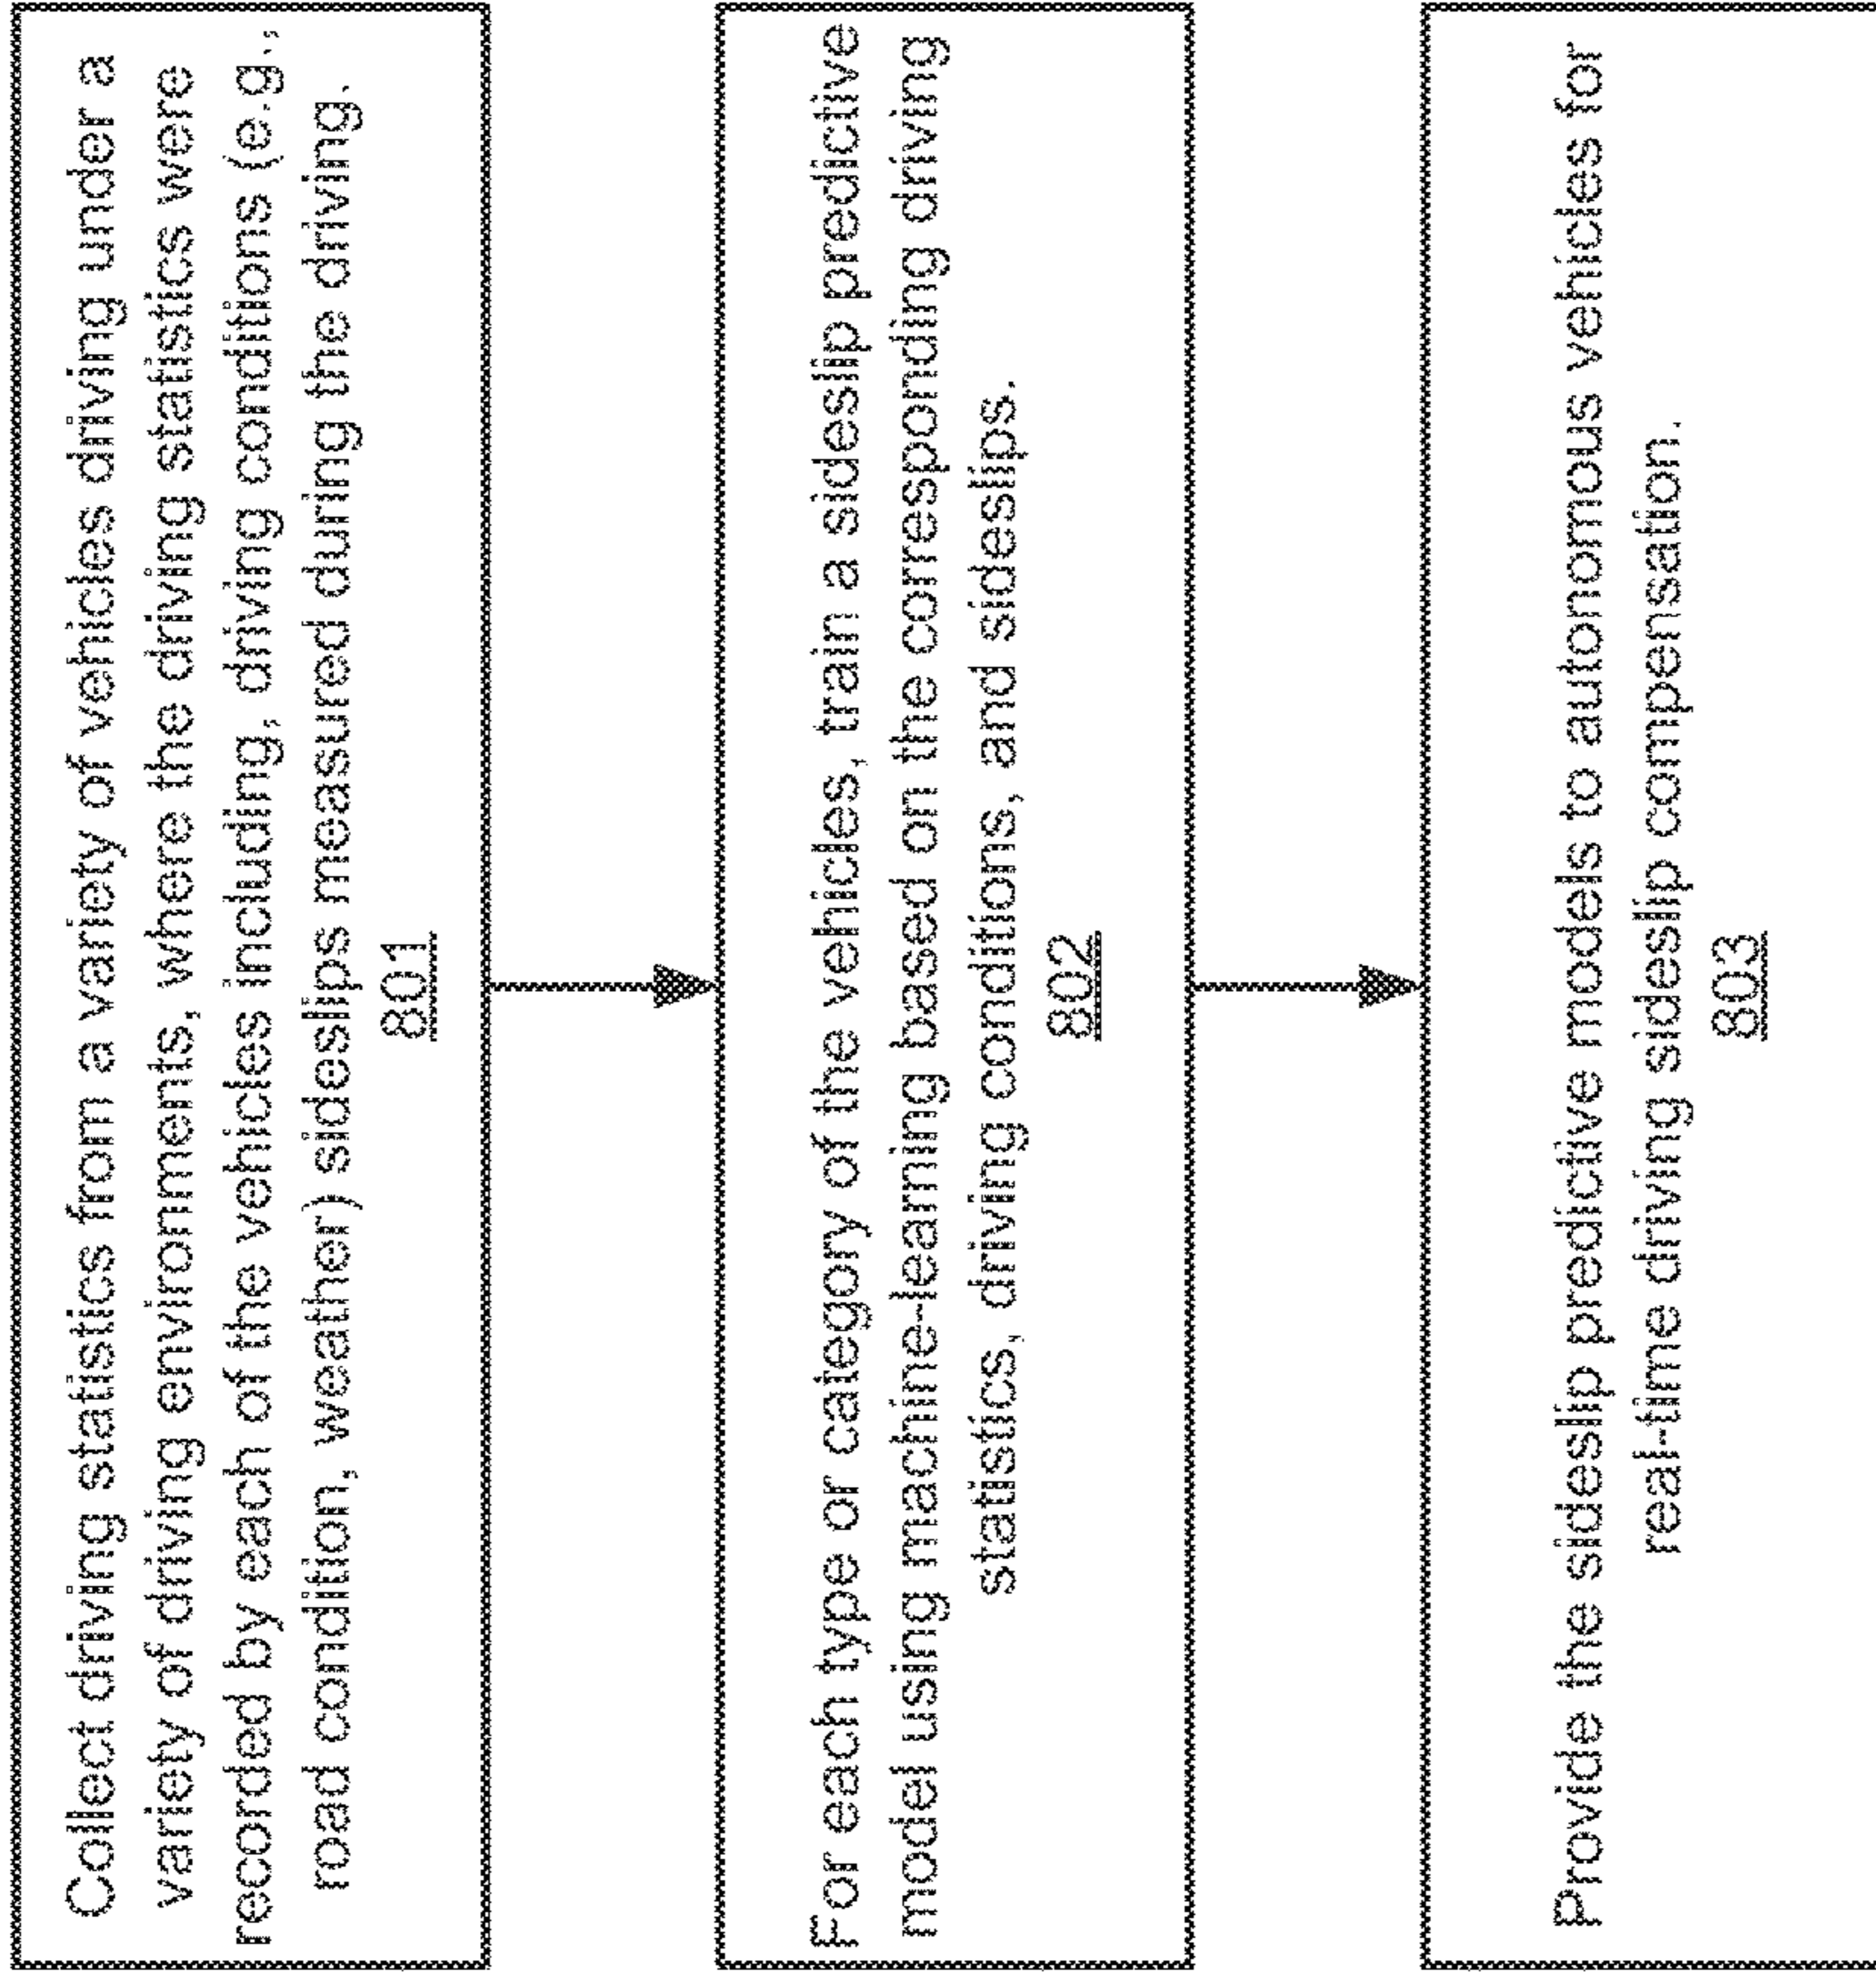 Collect driving statistics from a variety of vehicles driving under a
variety of driving environments, where the driving statistics were
recorded by each of the vehicles including, driving conditions (e.g.,
road condition, weather) sideslips measured during the driving.
801
For each type or category of the vehicles, train a sideslip predictive
model using machine-learning based on the corresponding driving
statistics, driving conditions, and sideslips.
802
Provide the sideslip predictive models to autonomous vehicles for
real-time driving sideslip compensation.
803